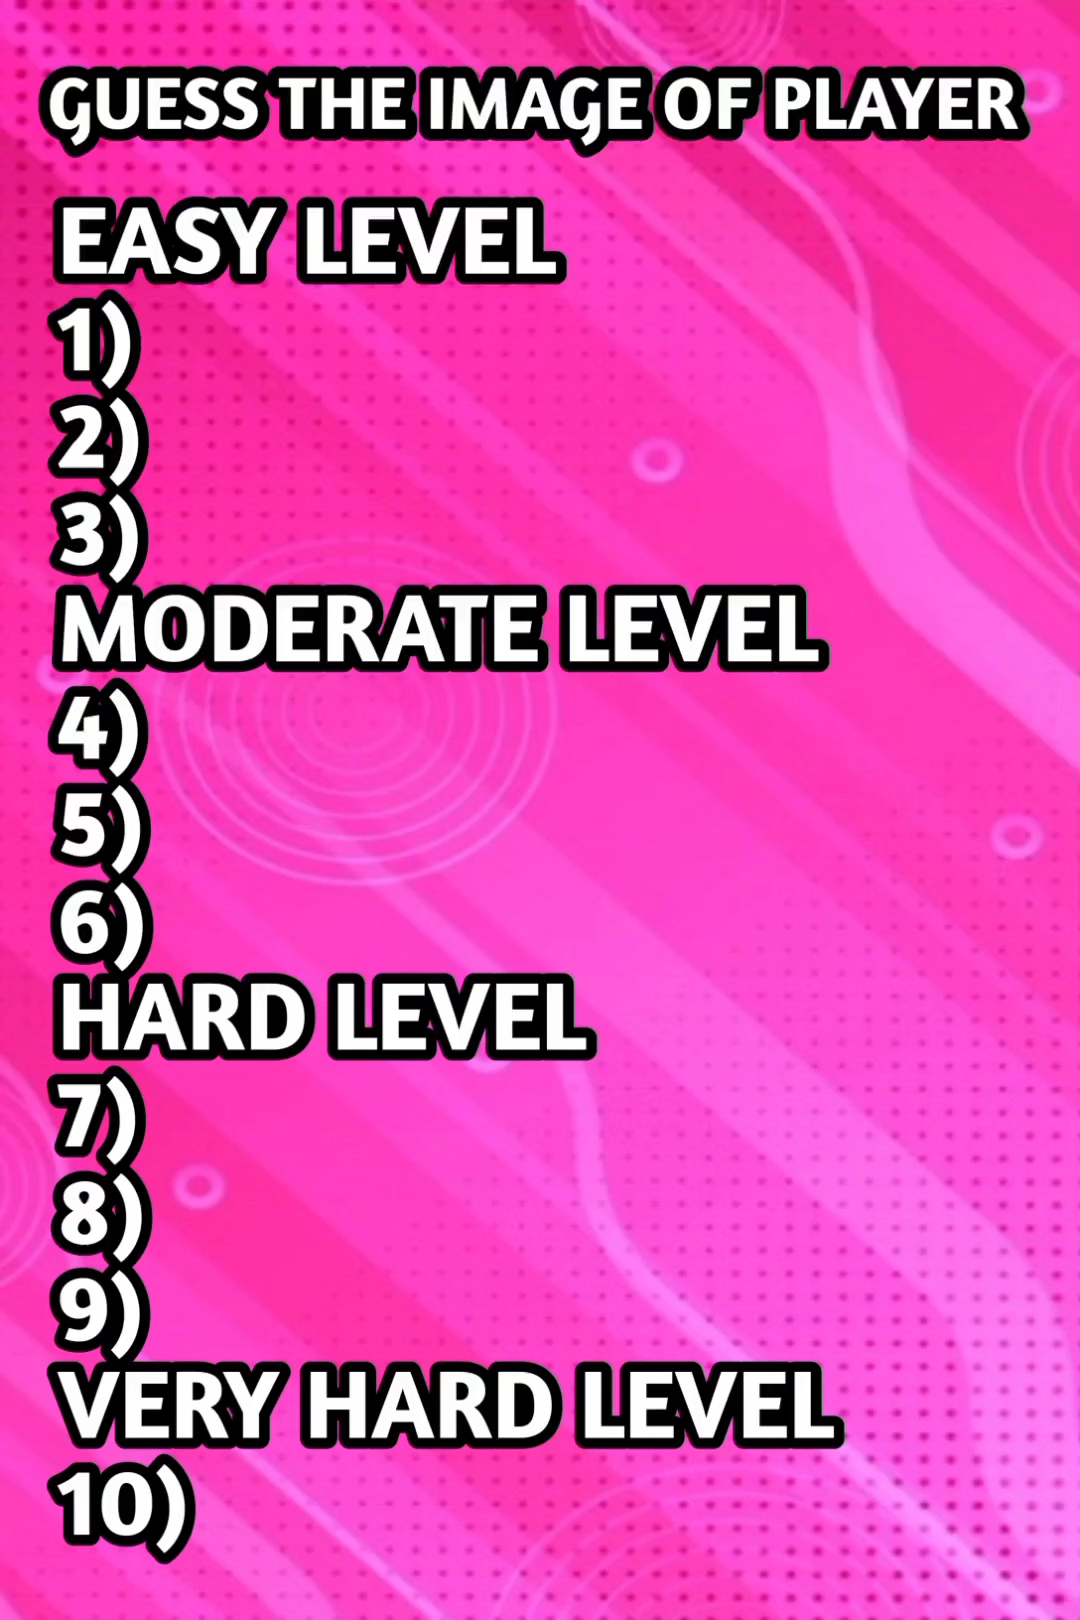 GUESS THE IMAGE OF PLAYER
EASY LEVEL
1)
2)
3)
MODERATE LEVEL
4)
5)
6)
HARD LEVEL
7)
8)
9)
VERY HARD LEVEL
10)